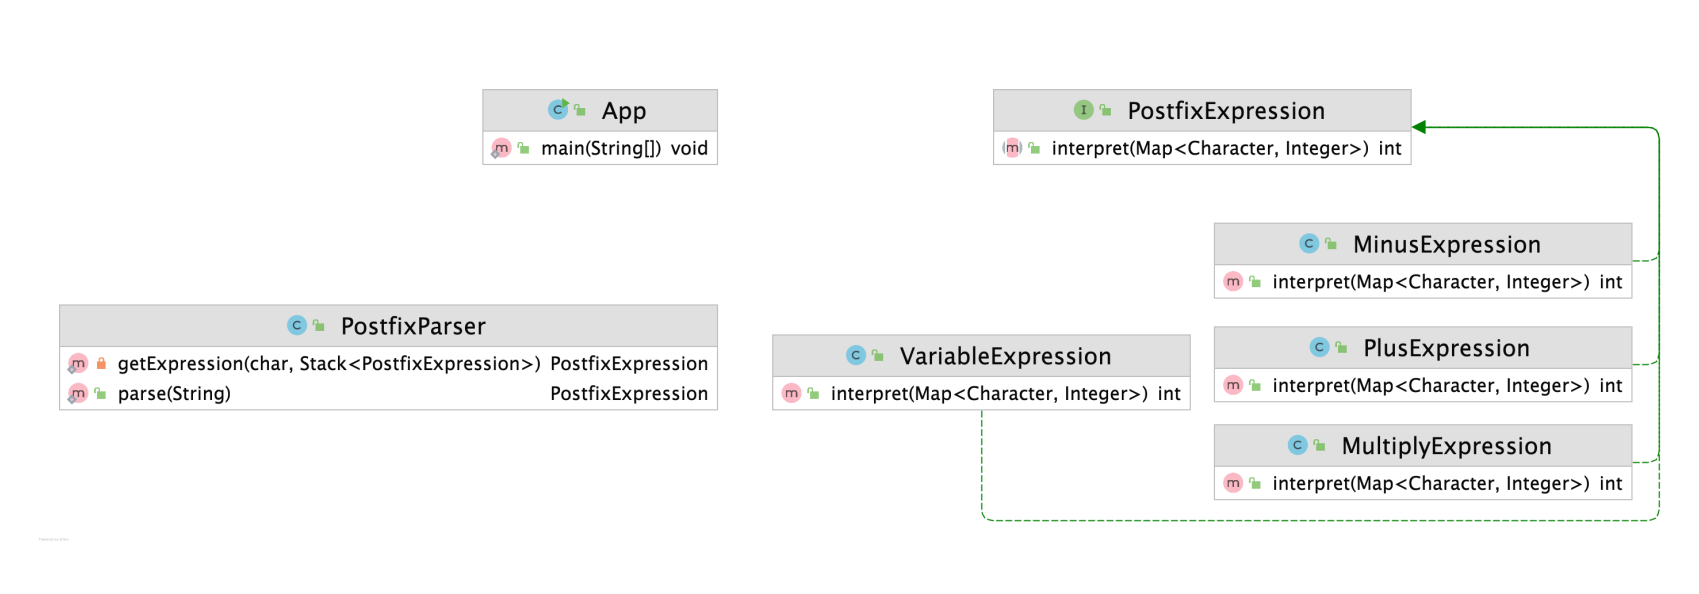 App
main(String[]) void
PostfixExpression
interpret(Map<Character, Integer>) int
MinusExpression
interpret(Map<Character, Integer>) int
PostfixParser
getExpression(char, Stack<PostfixExpression>) PostfixExpression
parse(String) PostfixExpression
VariableExpression
interpret(Map<Character, Integer>) int
PlusExpression
interpret(Map<Character, Integer>) int
MultiplyExpression
interpret(Map<Character, Integer>) int